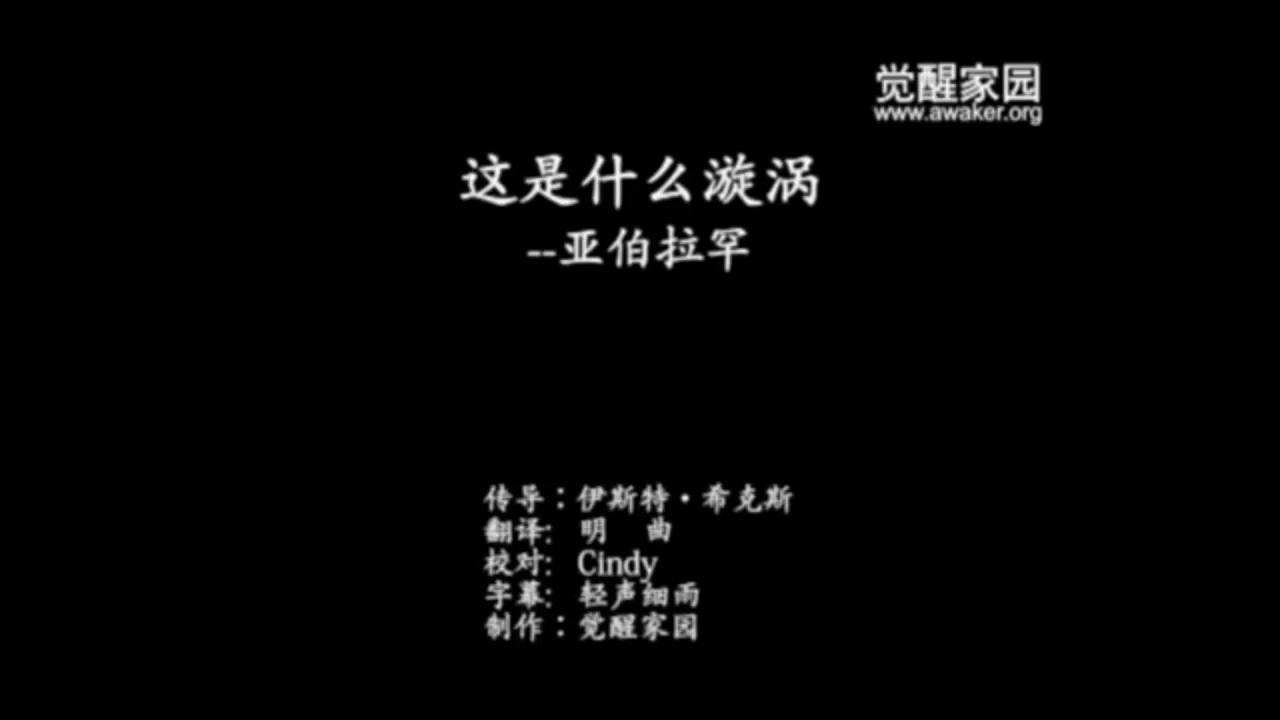 觉醒家园
www.awaker.org
这是什么漩涡
--亚伯拉罕
传导：伊斯特·希克斯
翻译: 明 曲
校对: Cindy
字幕: 轻声细雨
制作：觉醒家园